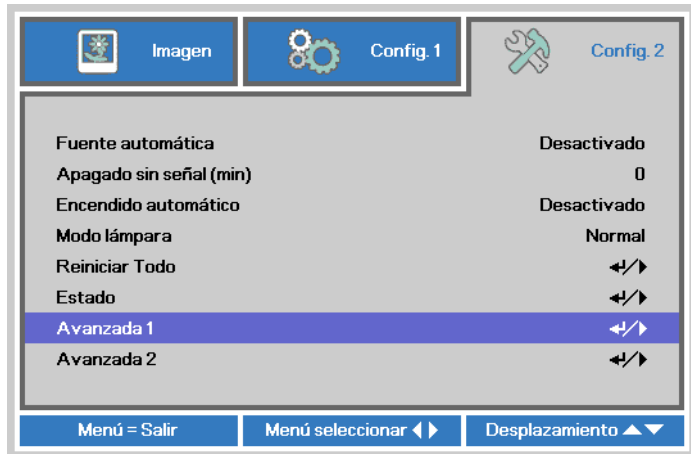 Imagen Config. 1 Config. 2
Fuente automática Desactivado
Apagado sin señal (min) 0
Encendido automático Desactivado
Modo lámpara Normal
Reiniciar Todo ↵/▶
Estado ↵/▶
Avanzada 1 ↵/▶
Avanzada 2 ↵/▶
Menú = Salir Menú seleccionar ◀▶ Desplazamiento ▲▼